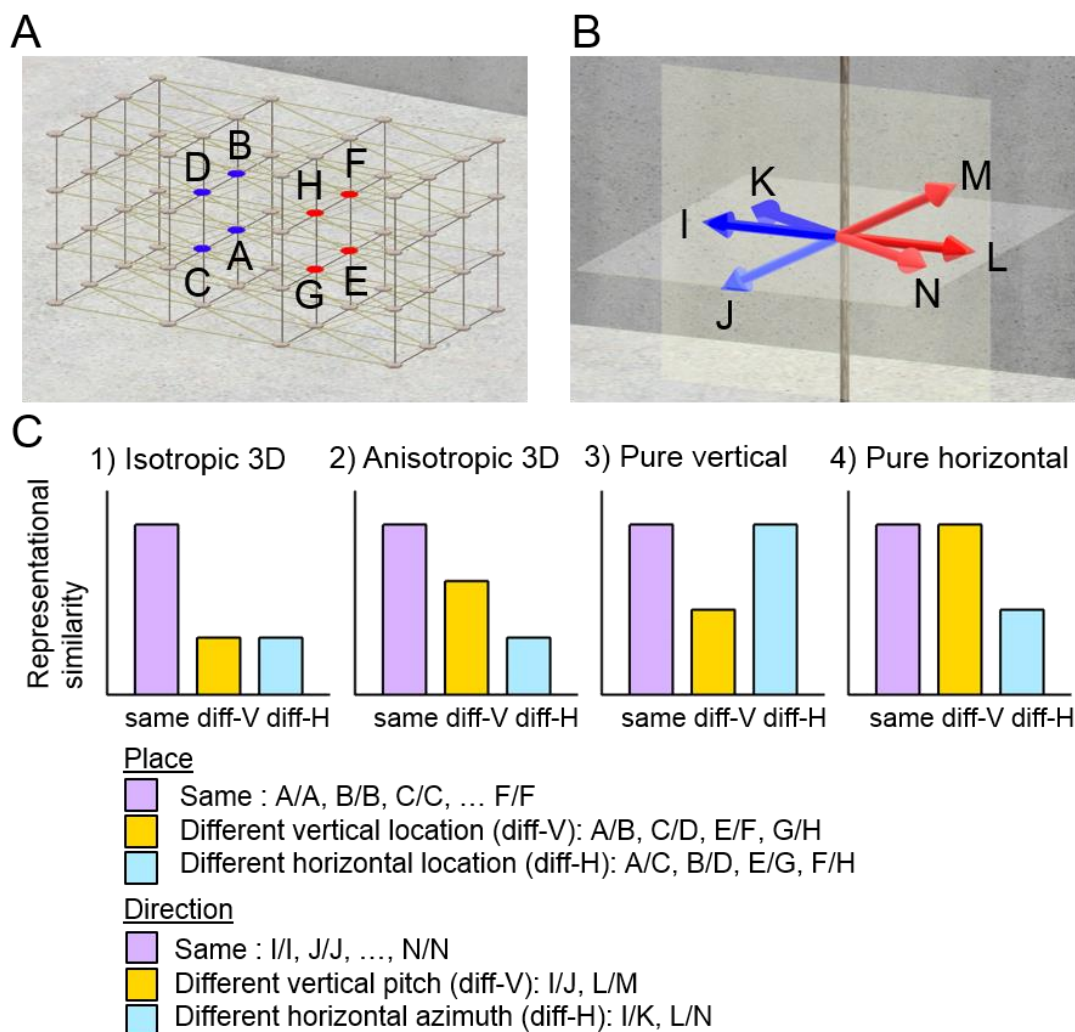 A
B
D
B
H
F
C
A
G
E
K
M
I
L
J
N
C
1) Isotropic 3D
2) Anisotropic 3D
3) Pure vertical
4) Pure horizontal
Representational
similarity
same diff-V diff-H
same diff-V diff-H
same diff-V diff-H
same diff-V diff-H
Place
Same : A/A, B/B, C/C, … F/F
Different vertical location (diff-V): A/B, C/D, E/F, G/H
Different horizontal location (diff-H): A/C, B/D, E/G, F/H
Direction
Same : I/I, J/J, …, N/N
Different vertical pitch (diff-V): I/J, L/M
Different horizontal azimuth (diff-H): I/K, L/N